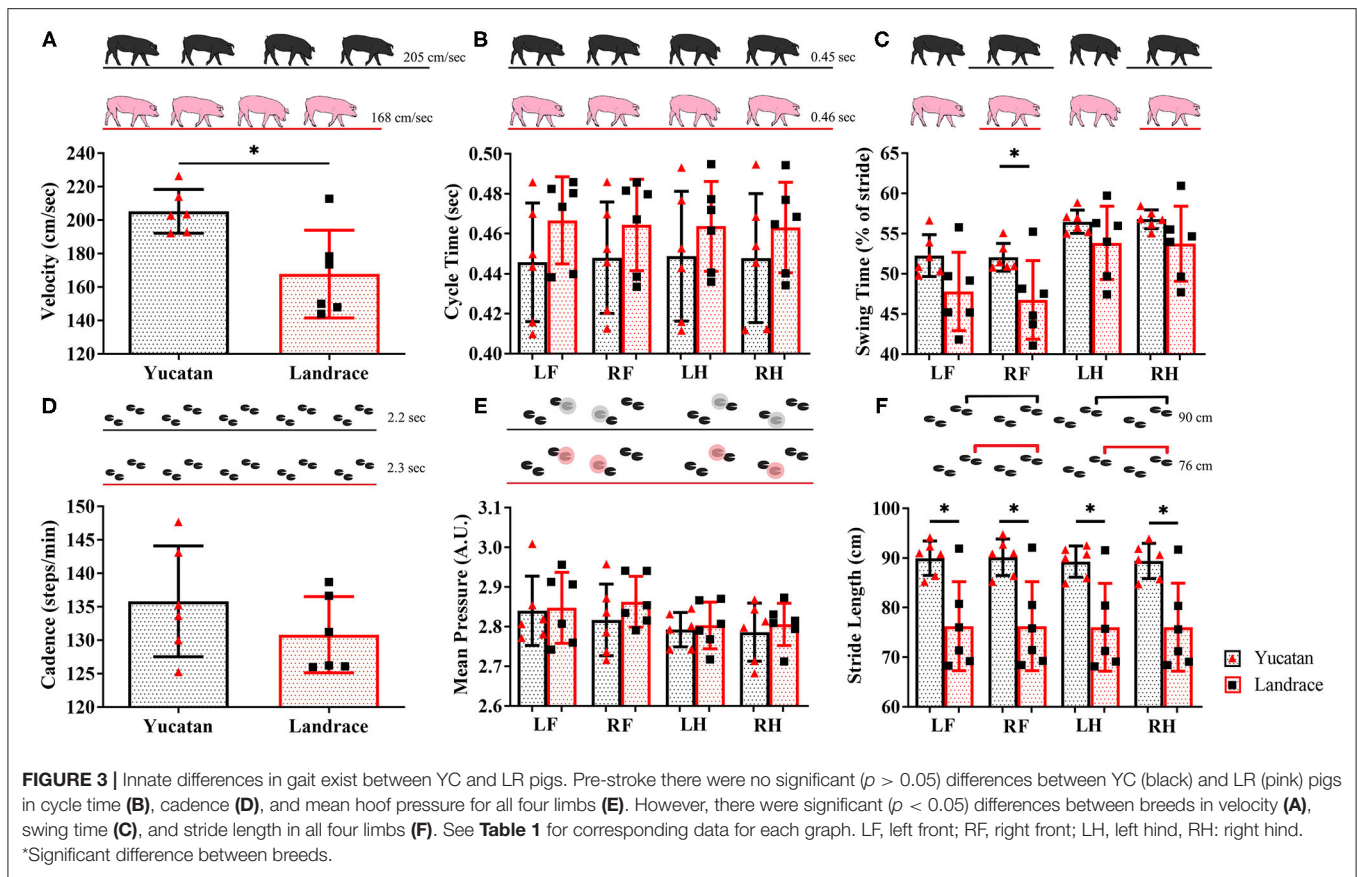 A
205 cm/sec
168 cm/sec
*
Velocity (cm/sec)
240
220
200
180
160
140
120
Yucatan Landrace
B
0.45 sec
0.46 sec
Cycle Time (sec)
0.50
0.48
0.46
0.44
0.42
0.40
LF RF LH RH
C
*
Swing Time (% of stride)
65
60
55
50
45
40
LF RF LH RH
D
2.2 sec
2.3 sec
Cadence (steps/min)
150
145
140
135
130
125
120
Yucatan Landrace
E
Mean Pressure (A.U.)
3.1
3.0
2.9
2.8
2.7
2.6
LF RF LH RH
F
90 cm
76 cm
* * * *
Stride Length (cm)
100
90
80
70
60
LF RF LH RH
Yucatan
Landrace
FIGURE 3 | Innate differences in gait exist between YC and LR pigs. Pre-stroke there were no significant (p > 0.05) differences between YC (black) and LR (pink) pigs
in cycle time (B), cadence (D), and mean hoof pressure for all four limbs (E). However, there were significant (p < 0.05) differences between breeds in velocity (A),
swing time (C), and stride length in all four limbs (F). See Table 1 for corresponding data for each graph. LF, left front; RF, right front; LH, left hind, RH: right hind.
*Significant difference between breeds.